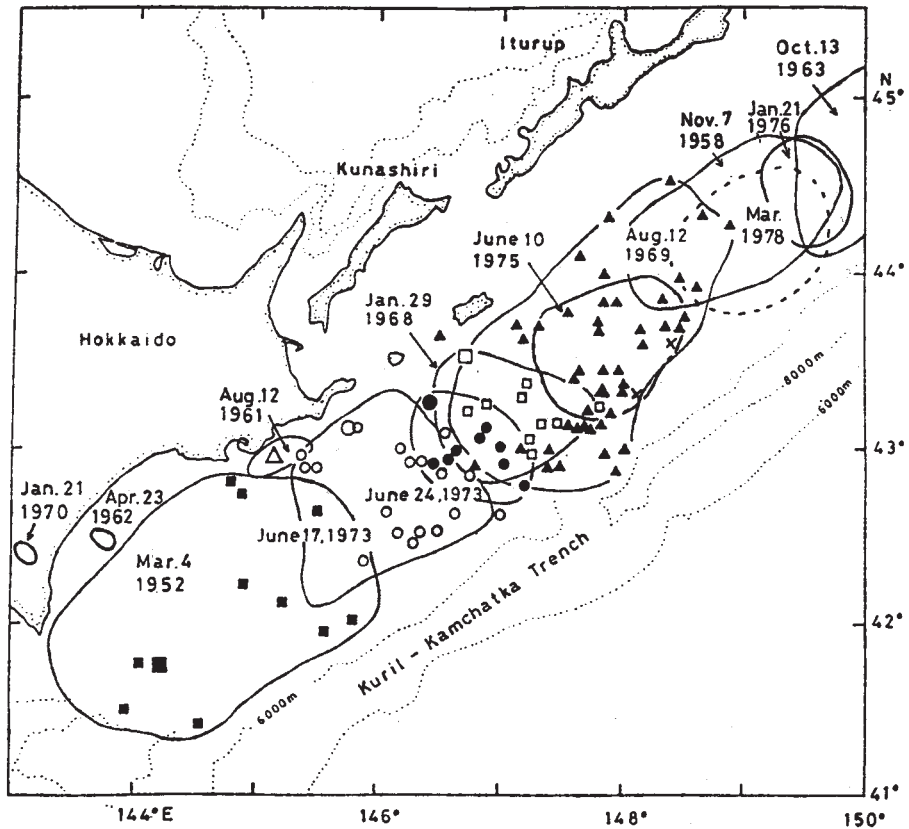 Iturup
Oct.13
1963
N
45°
Jan.21
1976
Nov. 7
1958
Kunashiri
Mar.
1978
June 10
1975
Aug.12
1969
44°
Jan. 29
1968
Hokkaido
8000m
6000m
Aug.12
1961
43°
Jan. 21
1970
Apr. 23
1962
June 24,1973
June 17,1973
Mar. 4
1952
Kuril - Kamchatka Trench
42°
6000m
41°
144°E
146°
148°
150°